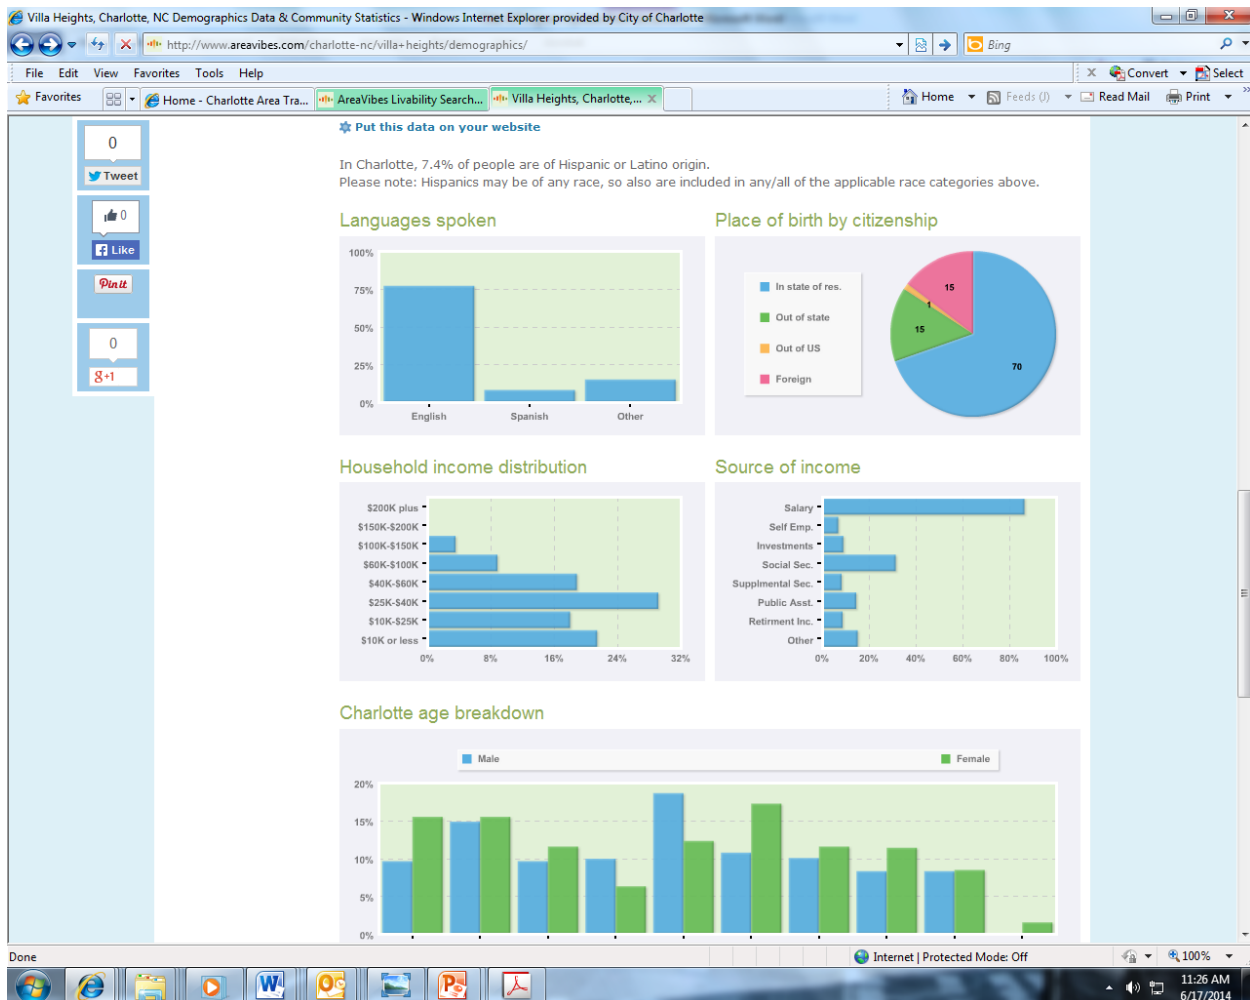 Villa Heights, Charlotte, NC Demographics Data & Community Statistics - Windows Internet Explorer provided by City of Charlotte
http://www.areavibes.com/charlotte-nc/villa+heights/demographics/
Bing
File Edit View Favorites Tools Help
Convert Select
Favorites
Home - Charlotte Area Tra...
AreaVibes Livability Search...
Villa Heights, Charlotte,...
Home Feeds (J) Read Mail Print
0
Tweet
0
Like
Pin it
0
g+1
Put this data on your website
In Charlotte, 7.4% of people are of Hispanic or Latino origin.
Please note: Hispanics may be of any race, so also are included in any/all of the applicable race categories above.
Languages spoken
100%
75%
50%
25%
0%
English Spanish Other
Place of birth by citizenship
In state of res.
Out of state
Out of US
Foreign
15
1
15
70
Household income distribution
$200K plus
$150K-$200K
$100K-$150K
$60K-$100K
$40K-$60K
$25K-$40K
$10K-$25K
$10K or less
0% 8% 16% 24% 32%
Source of income
Salary
Self Emp.
Investments
Social Sec.
Supplmental Sec.
Public Asst.
Retirment Inc.
Other
0% 20% 40% 60% 80% 100%
Charlotte age breakdown
Male Female
20%
15%
10%
5%
0%
Done
Internet | Protected Mode: Off
100%
11:26 AM
6/17/2014